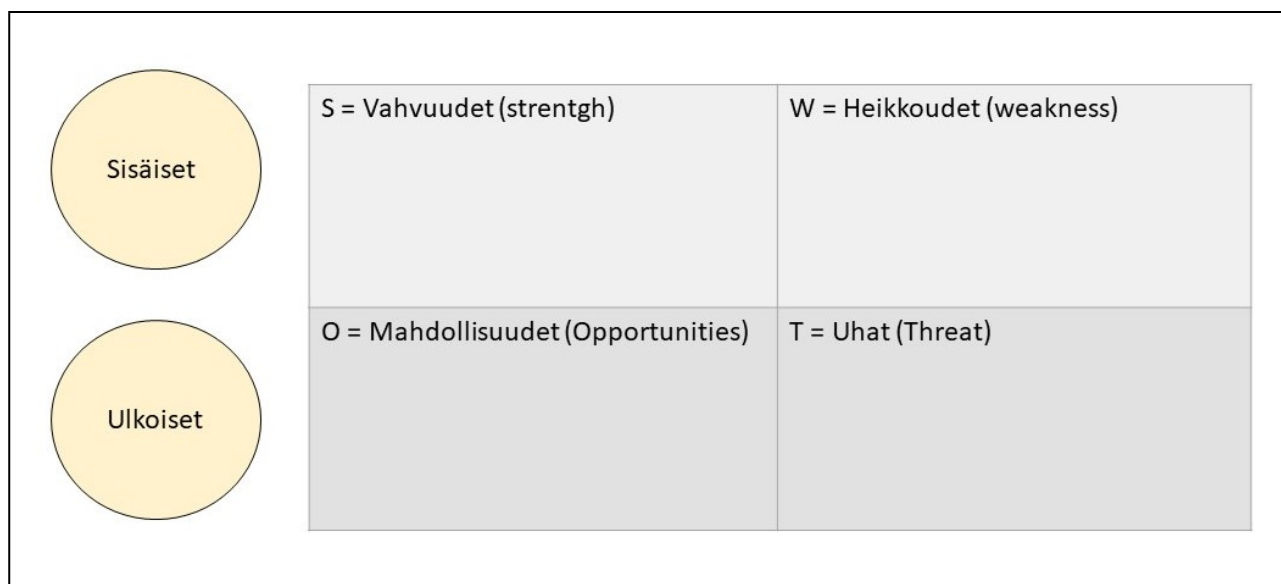 Sisäiset
S = Vahvuudet (strentgh)
W = Heikkoudet (weakness)
Ulkoiset
O = Mahdollisuudet (Opportunities)
T = Uhat (Threat)